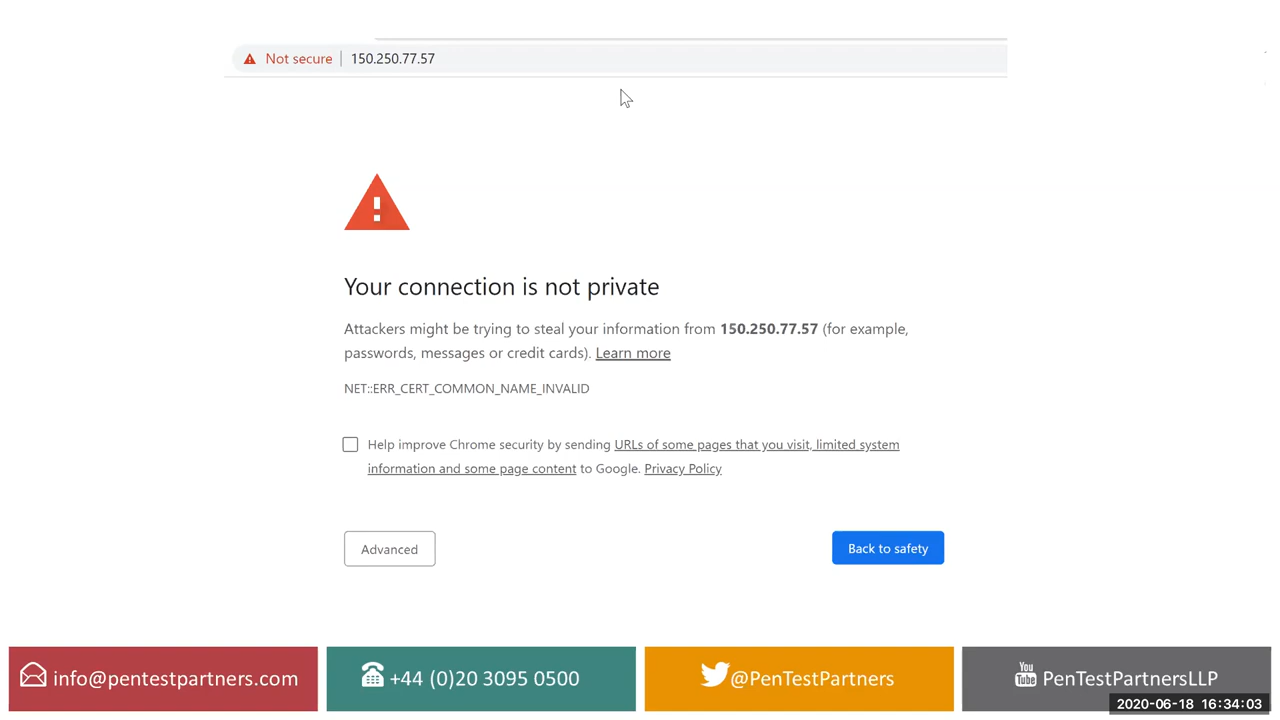 Not secure | 150.250.77.57
Your connection is not private
Attackers might be trying to steal your information from 150.250.77.57 (for example,
passwords, messages or credit cards). Learn more
NET::ERR_CERT_COMMON_NAME_INVALID
Help improve Chrome security by sending URLs of some pages that you visit, limited system
information and some page content to Google. Privacy Policy
Advanced
Back to safety
info@pentestpartners.com
+44 (0)20 3095 0500
@PenTestPartners
You Tube PenTestPartnersLLP
2020-06-18 16:34:03